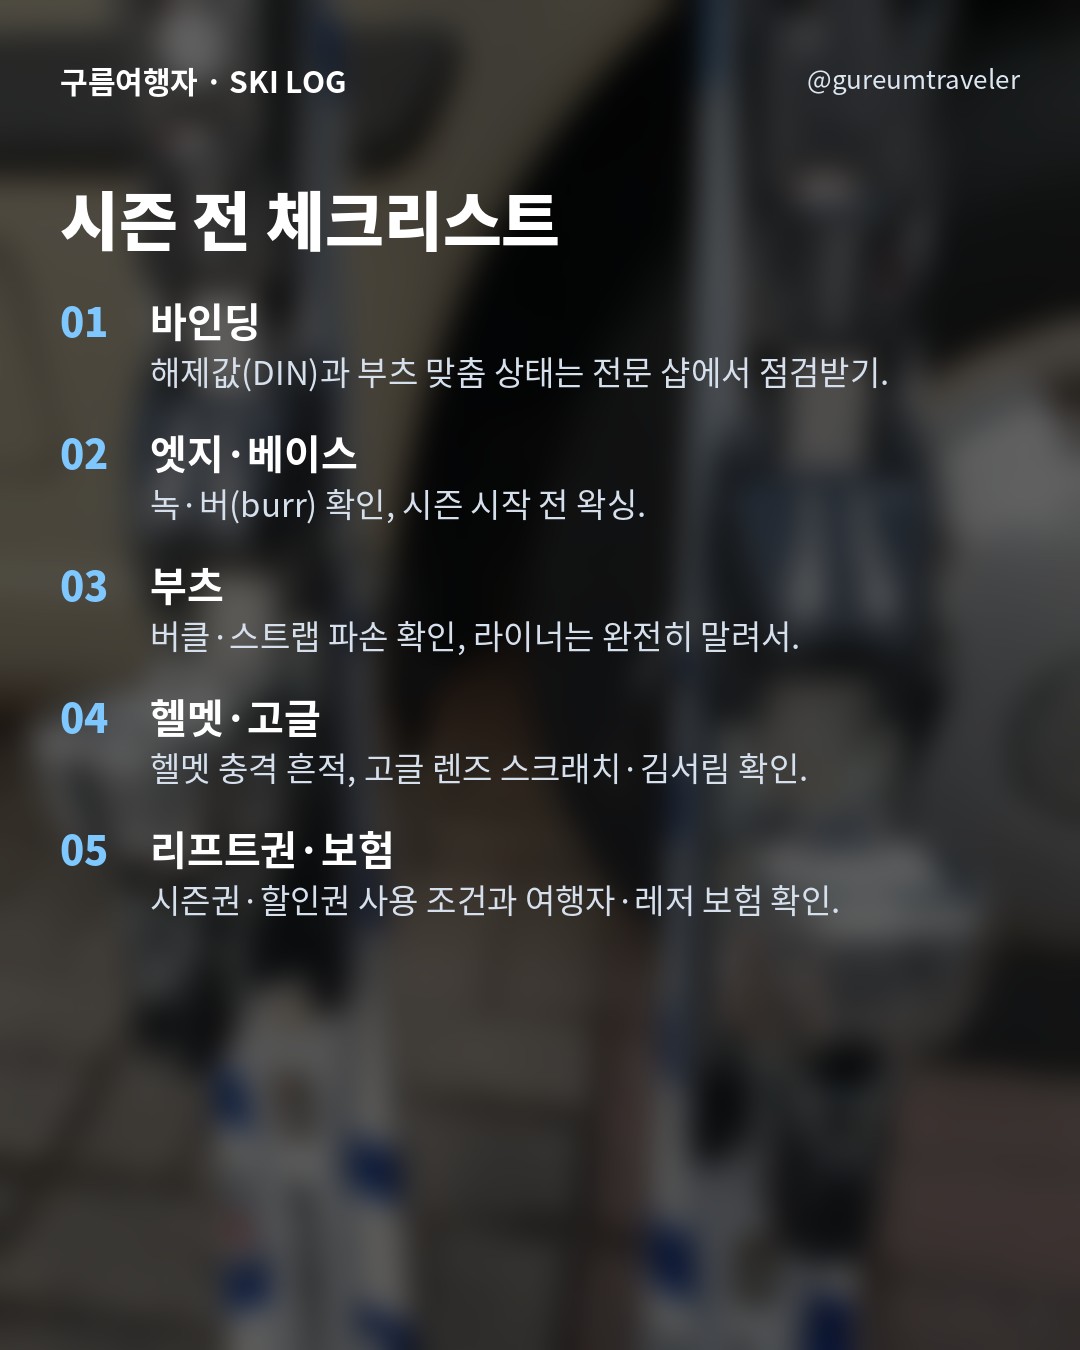 구름여행자 · SKI LOG
@gureumtraveler
시즌 전 체크리스트
01 바인딩
해제값(DIN)과 부츠 맞춤 상태는 전문 샵에서 점검받기.
02 엣지·베이스
녹·버(burr) 확인, 시즌 시작 전 왁싱.
03 부츠
버클·스트랩 파손 확인, 라이너는 완전히 말려서.
04 헬멧·고글
헬멧 충격 흔적, 고글 렌즈 스크래치·김서림 확인.
05 리프트권·보험
시즌권·할인권 사용 조건과 여행자·레저 보험 확인.